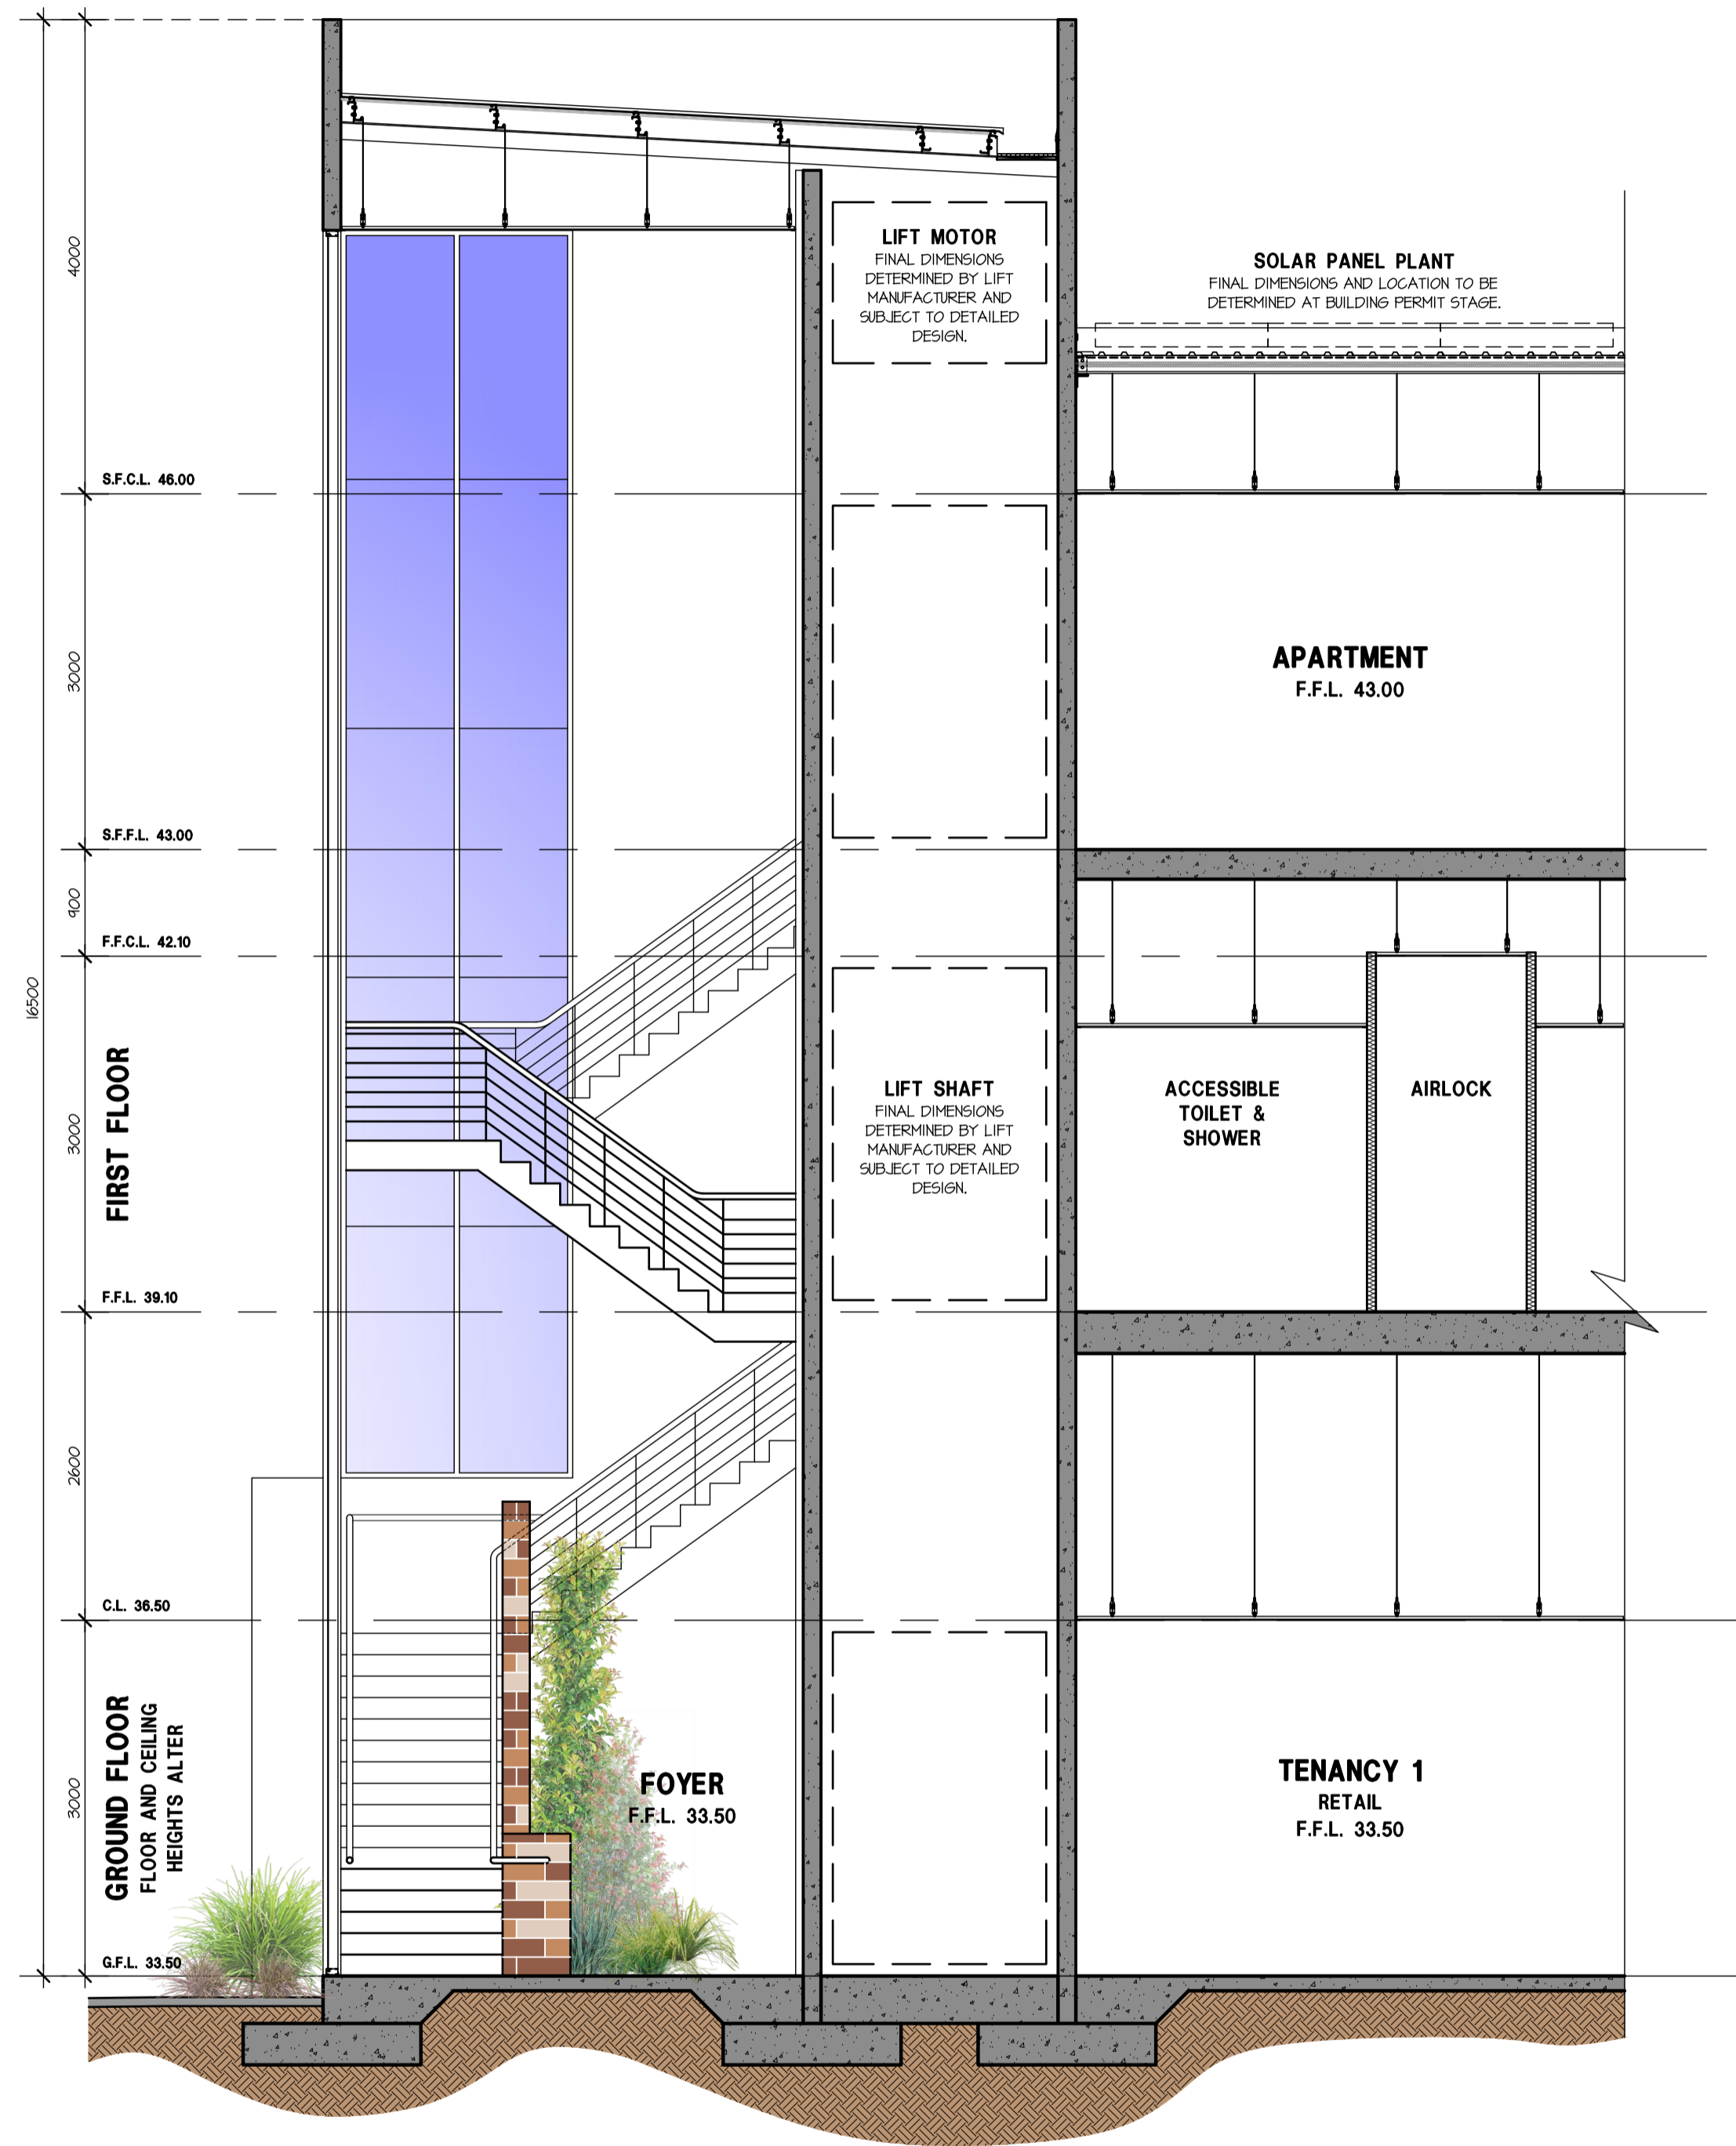 LIFT MOTOR
FINAL DIMENSIONS
DETERMINED BY LIFT
MANUFACTURER AND
SUBJECT TO DETAILED
DESIGN.
SOLAR PANEL PLANT
FINAL DIMENSIONS AND LOCATION TO BE
DETERMINED AT BUILDING PERMIT STAGE.
4000
S.F.C.L. 46.00
3000
APARTMENT
F.F.L. 43.00
S.F.F.L. 43.00
900
F.F.C.L. 42.10
16500
FIRST FLOOR
3000
LIFT SHAFT
FINAL DIMENSIONS
DETERMINED BY LIFT
MANUFACTURER AND
SUBJECT TO DETAILED
DESIGN.
ACCESSIBLE
TOILET &
SHOWER
AIRLOCK
F.F.L. 39.10
2600
C.L. 36.50
GROUND FLOOR
FLOOR AND CEILING
HEIGHTS ALTER
3000
FOYER
F.F.L. 33.50
TENANCY 1
RETAIL
F.F.L. 33.50
G.F.L. 33.50